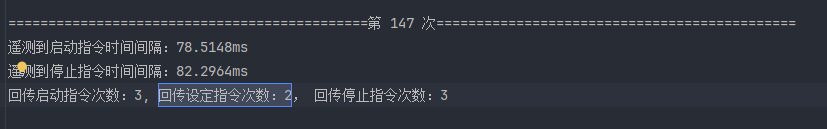 =============================================第 147 次=============================================
遥测到启动指令时间间隔：78.5148ms
遥测到停止指令时间间隔：82.2964ms
回传启动指令次数：3, 回传设定指令次数：2, 回传停止指令次数：3